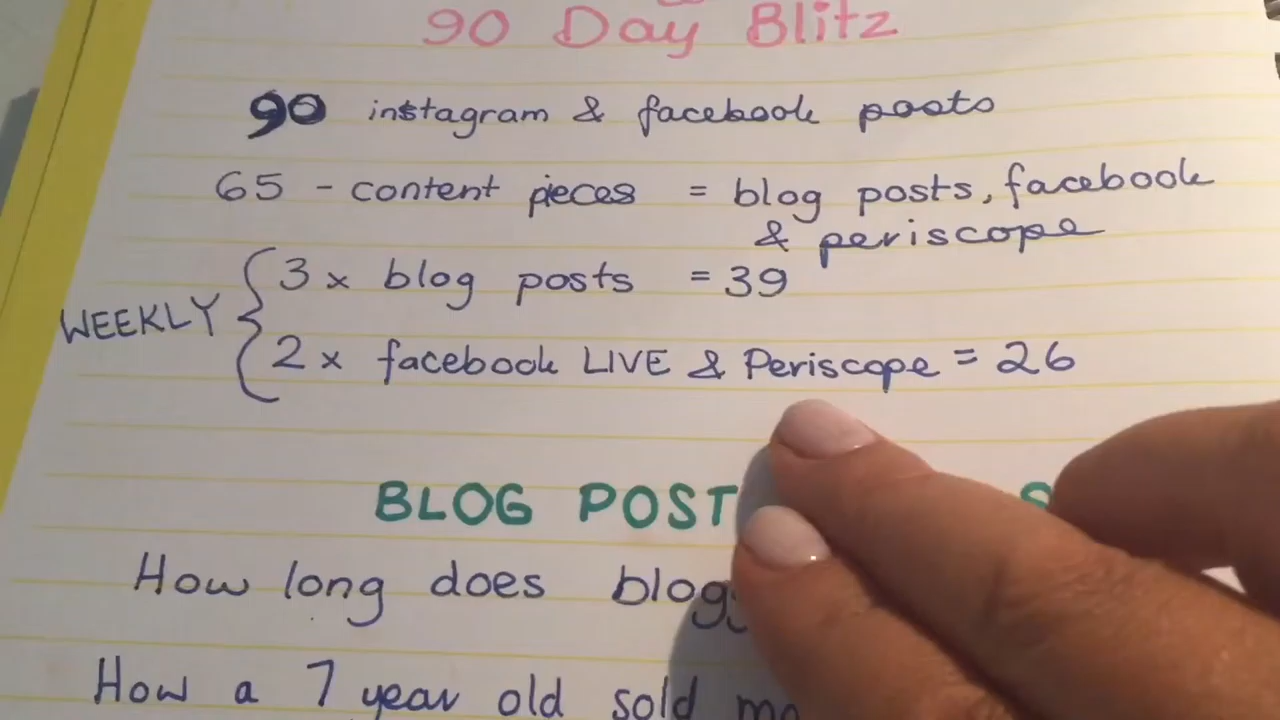 90 Day Blitz
90 instagram & facebook posts
65 - content pieces = blog posts, facebook
& periscope
WEEKLY
3 x blog posts = 39
2 x facebook LIVE & Periscope = 26
BLOG POST
How long does
How a 7 year old sold